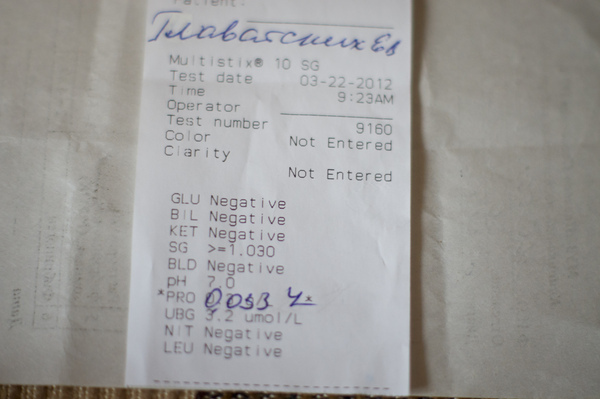 Patient:
Главатских Ев
Multistix® 10 SG
Test date 03-22-2012
Time 9:23AM
Operator
Test number 9160
Color Not Entered
Clarity
Not Entered
GLU Negative
BIL Negative
KET Negative
SG >=1.030
BLD Negative
pH 7.0
*PRO 0.033
UBG 3.2 umol/L
NIT Negative
LEU Negative